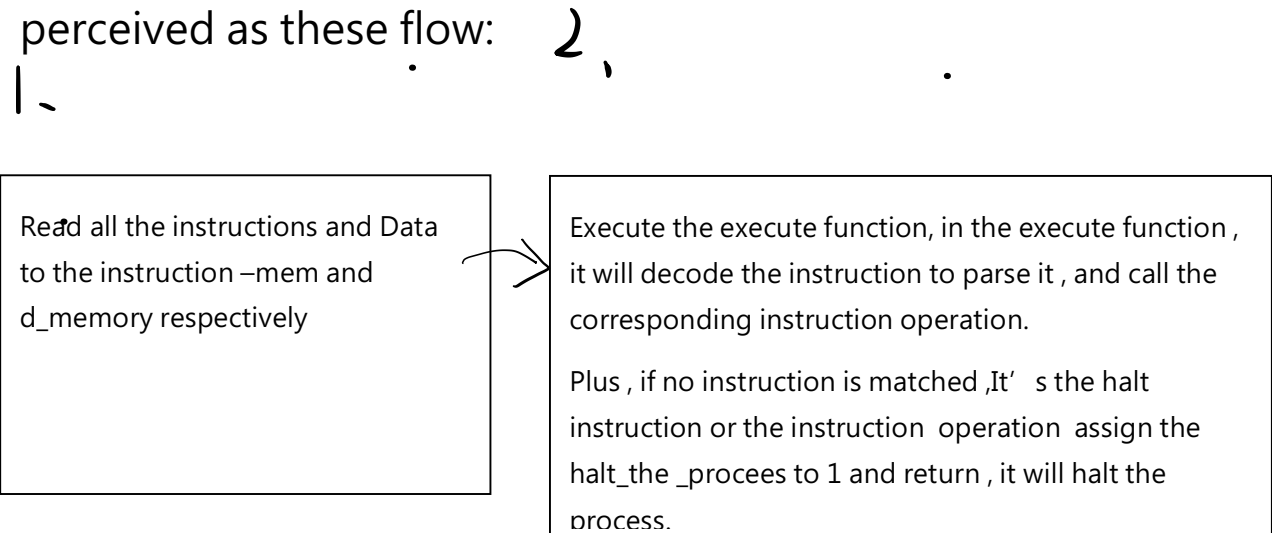 perceived as these flow:
2、
1、
Read all the instructions and Data
to the instruction –mem and
d_memory respectively
Execute the execute function, in the execute function ,
it will decode the instruction to parse it , and call the
corresponding instruction operation.
Plus , if no instruction is matched ,It’ s the halt
instruction or the instruction operation assign the
halt_the _procees to 1 and return , it will halt the
process.